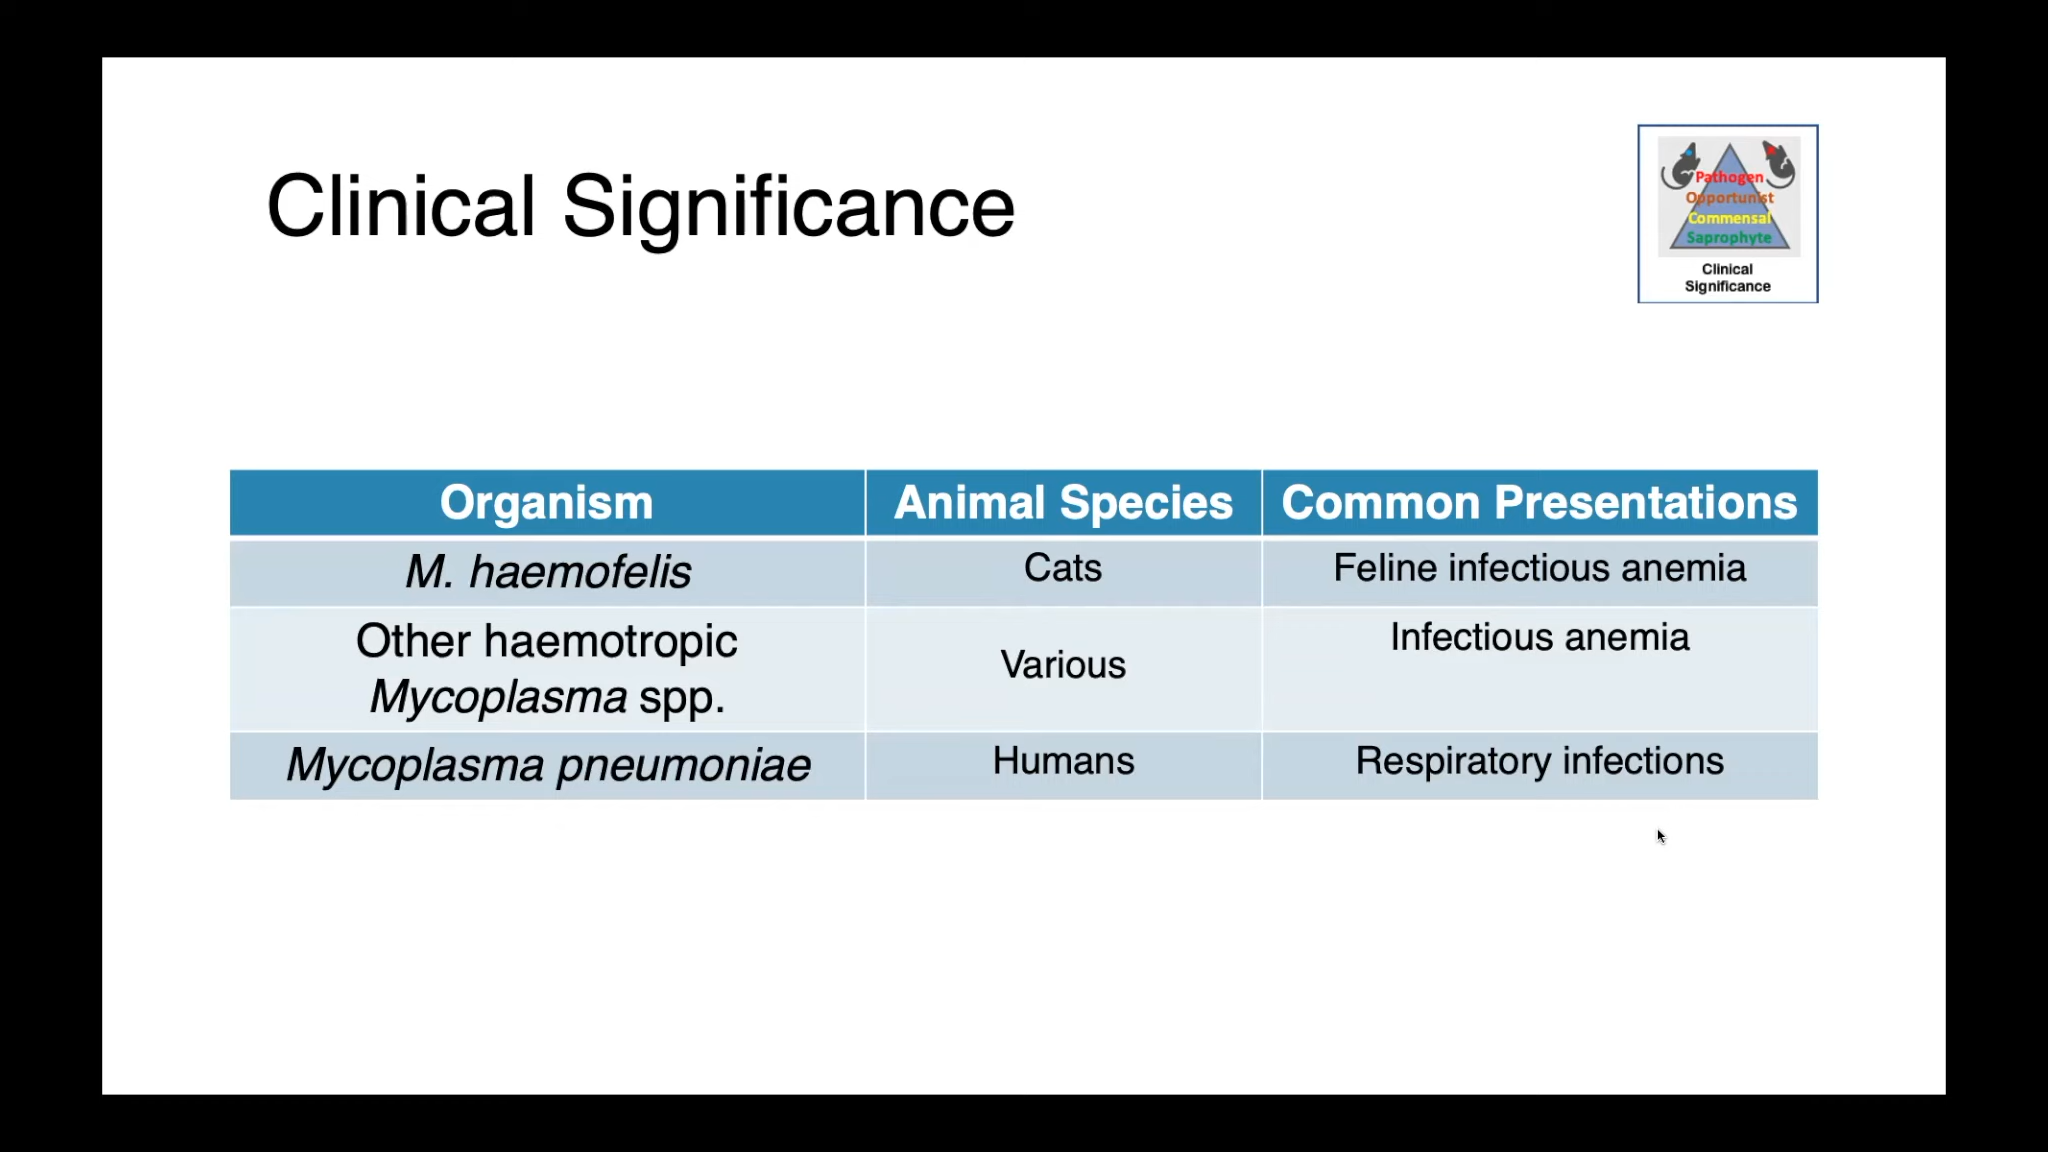 Clinical Significance
Pathogen
Opportunist
Commensal
Saprophyte
Clinical
Significance
Organism Animal Species Common Presentations
M. haemofelis Cats Feline infectious anemia
Other haemotropic
Mycoplasma spp. Various Infectious anemia
Mycoplasma pneumoniae Humans Respiratory infections